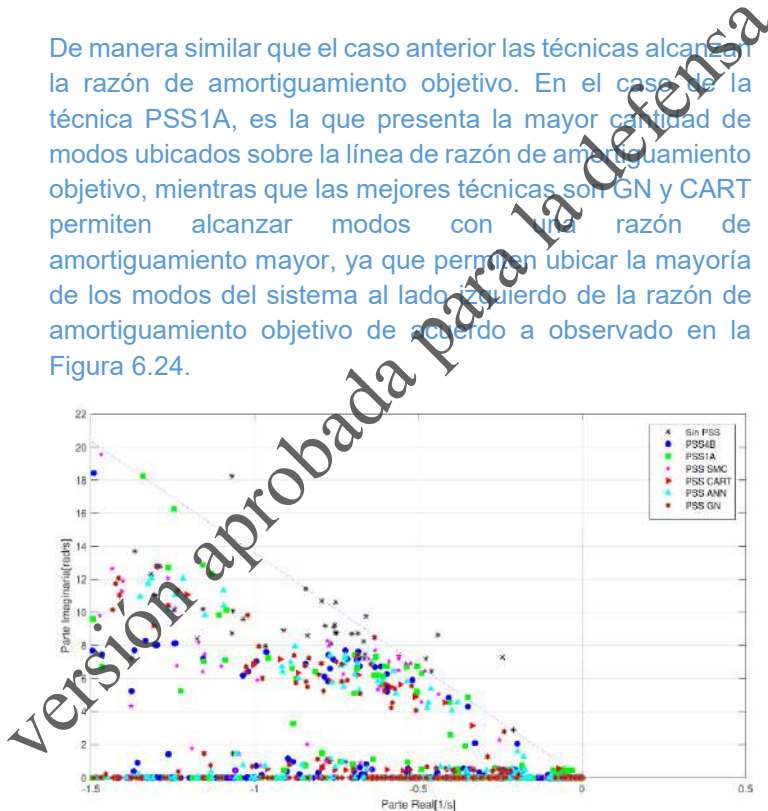 De manera similar que el caso anterior las técnicas alcanzan
la razón de amortiguamiento objetivo. En el caso de la
técnica PSS1A, es la que presenta la mayor cantidad de
modos ubicados sobre la línea de razón de amortiguamiento
objetivo, mientras que las mejores técnicas son GN y CART
permiten alcanzar modos con una razón de
amortiguamiento mayor, ya que permiten ubicar la mayoría
de los modos del sistema al lado izquierdo de la razón de
amortiguamiento objetivo de acuerdo a observado en la
Figura 6.24.
versión aprobada para la defensa
22
20
18
16
14
12
10
8
6
4
2
0
Parte Imaginaria[rad/s]
Sin PSS
PSS4B
PSS1A
PSS SMC
PSS CART
PSS ANN
PSS GN
-1.5 -1 -0.5 0 0.5
Parte Real[1/s]